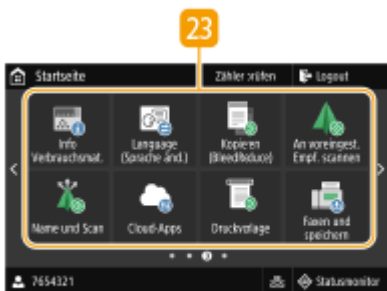 23
Startseite Zähler prüfen Logout
Info Language Kopieren An voreingest.
Verbrauchsmat. (Sprache änd.) (BleedReduce) Empf. scannen
Name und Scan Cloud-Apps Druckvorlage Faxen und
speichern
7654321 Statusmonitor